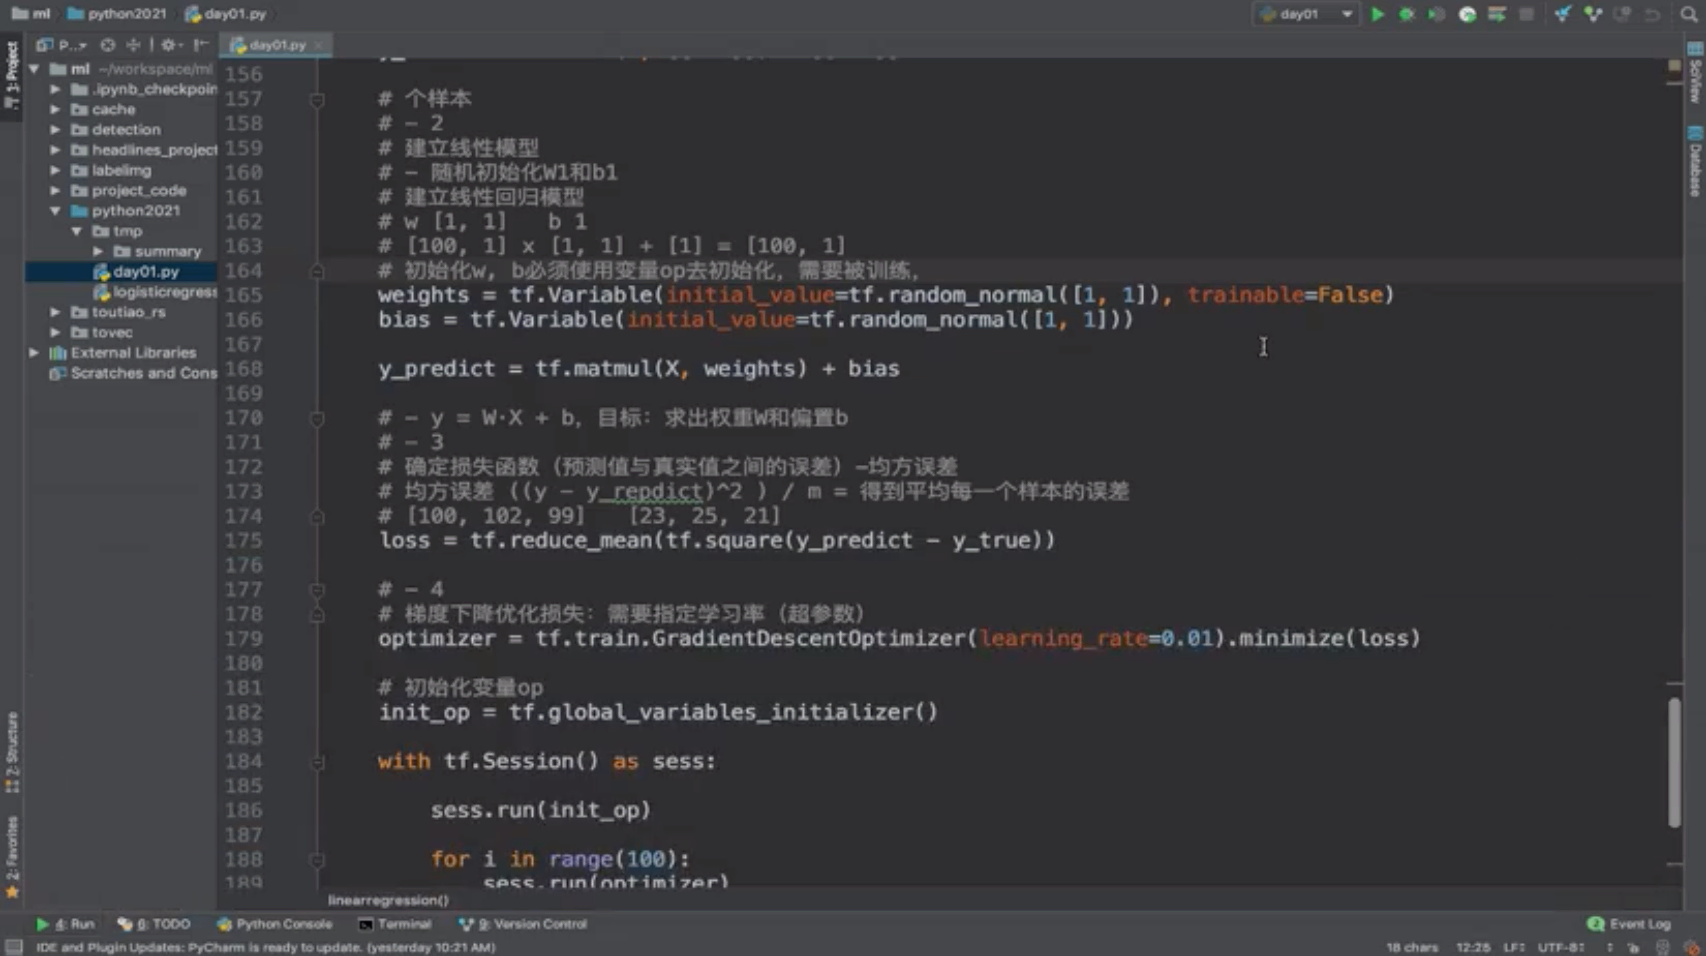 ml python2021 day01.py
day01
P...
day01.py
1: Project
ml ~/workspace/ml
.ipynb_checkpoin
cache
detection
headlines_project
labelimg
project_code
python2021
tmp
summary
day01.py
logisticregress
toutiao_rs
tovec
External Libraries
Scratches and Cons
2: Structure
2: Favorites
SciView
Database
156
157 # 个样本
158 # - 2
159 # 建立线性模型
160 # - 随机初始化W1和b1
161 # 建立线性回归模型
162 # w [1, 1] b 1
163 # [100, 1] x [1, 1] + [1] = [100, 1]
164 # 初始化w, b必须使用变量op去初始化, 需要被训练,
165 weights = tf.Variable(initial_value=tf.random_normal([1, 1]), trainable=False)
166 bias = tf.Variable(initial_value=tf.random_normal([1, 1]))
167
168 y_predict = tf.matmul(X, weights) + bias
169
170 # - y = W·X + b, 目标: 求出权重W和偏置b
171 # - 3
172 # 确定损失函数 (预测值与真实值之间的误差) -均方误差
173 # 均方误差 ((y - y_repdict)^2 ) / m = 得到平均每一个样本的误差
174 # [100, 102, 99] [23, 25, 21]
175 loss = tf.reduce_mean(tf.square(y_predict - y_true))
176
177 # - 4
178 # 梯度下降优化损失: 需要指定学习率 (超参数)
179 optimizer = tf.train.GradientDescentOptimizer(learning_rate=0.01).minimize(loss)
180
181 # 初始化变量op
182 init_op = tf.global_variables_initializer()
183
184 with tf.Session() as sess:
185
186 sess.run(init_op)
187
188 for i in range(100):
189 sess.run(optimizer)
linearregression()
4: Run 6: TODO Python Console Terminal 9: Version Control 2 Event Log
IDE and Plugin Updates: PyCharm is ready to update. (yesterday 10:21 AM) 18 chars 12:25 LF: UTF-8: